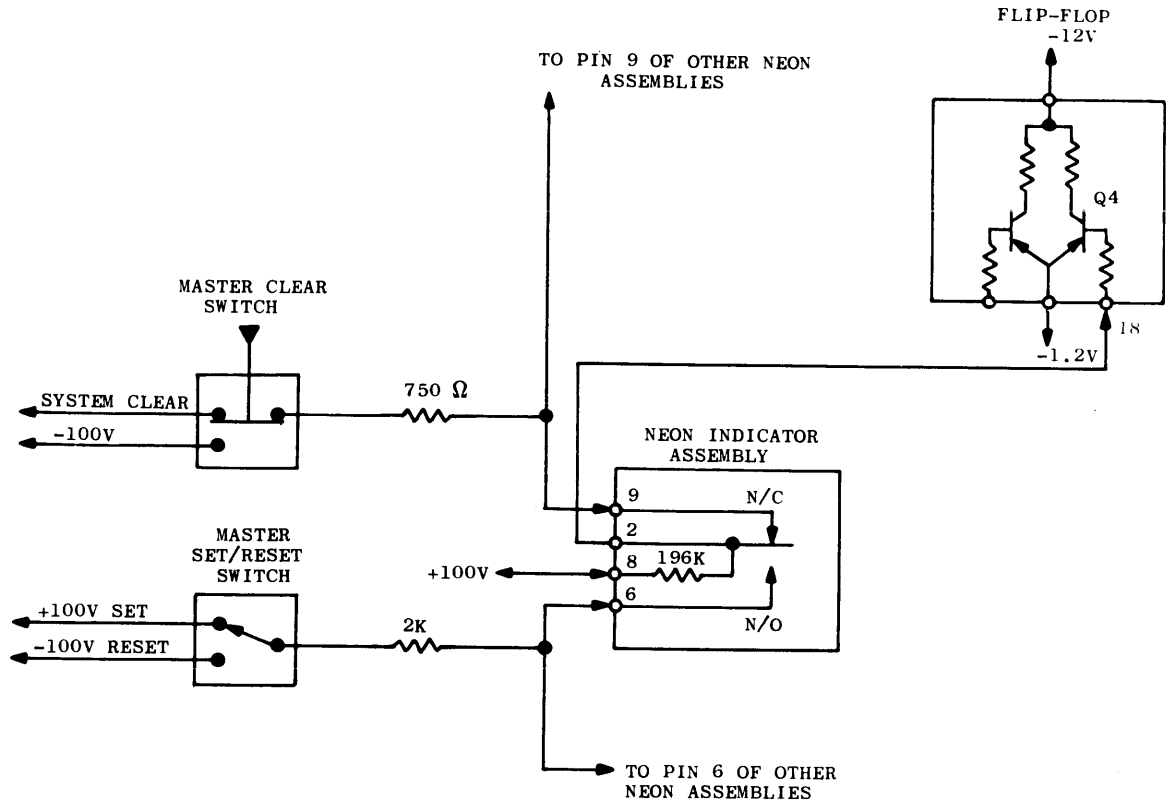 FLIP-FLOP
-12V
TO PIN 9 OF OTHER NEON
ASSEMBLIES
Q4
MASTER CLEAR
SWITCH
18
-1.2V
SYSTEM CLEAR
750 Ω
-100V
NEON INDICATOR
ASSEMBLY
9
N/C
2
MASTER
SET/RESET
SWITCH
8
196K
+100V
6
+100V SET
2K
N/O
-100V RESET
TO PIN 6 OF OTHER
NEON ASSEMBLIES